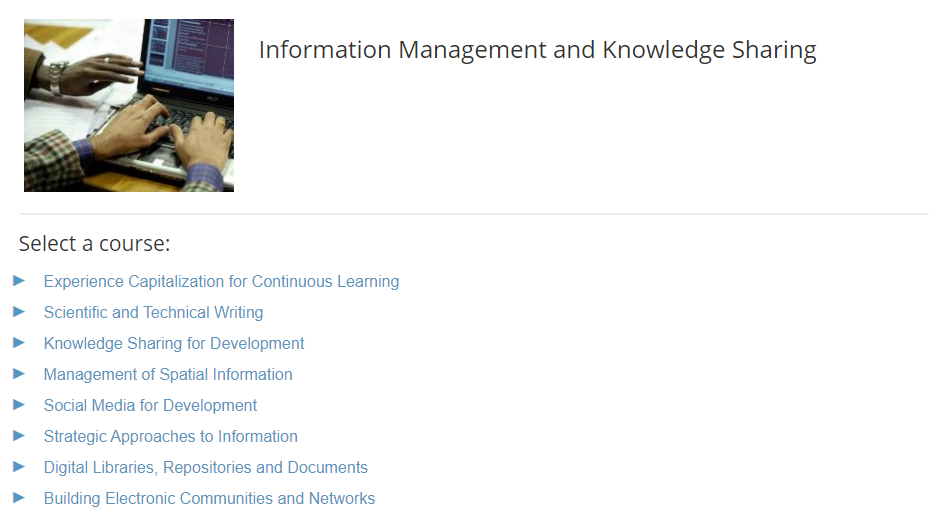 Information Management and Knowledge Sharing
Select a course:
Experience Capitalization for Continuous Learning
Scientific and Technical Writing
Knowledge Sharing for Development
Management of Spatial Information
Social Media for Development
Strategic Approaches to Information
Digital Libraries, Repositories and Documents
Building Electronic Communities and Networks